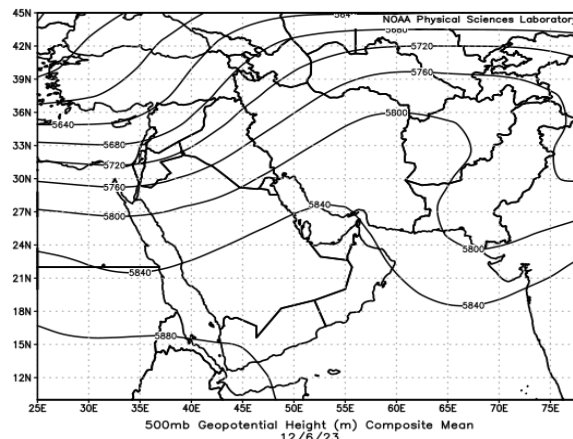 NOAA Physical Sciences Laboratory
45N
42N
39N
36N
33N
30N
27N
24N
21N
18N
15N
12N
564
5680
5720
5760
5800
5640
5680
5720
5760
5800
5840
5840
5800
5840
5880
25E 30E 35E 40E 45E 50E 55E 60E 65E 70E 75E
500mb Geopotential Height (m) Composite Mean
12/6/23